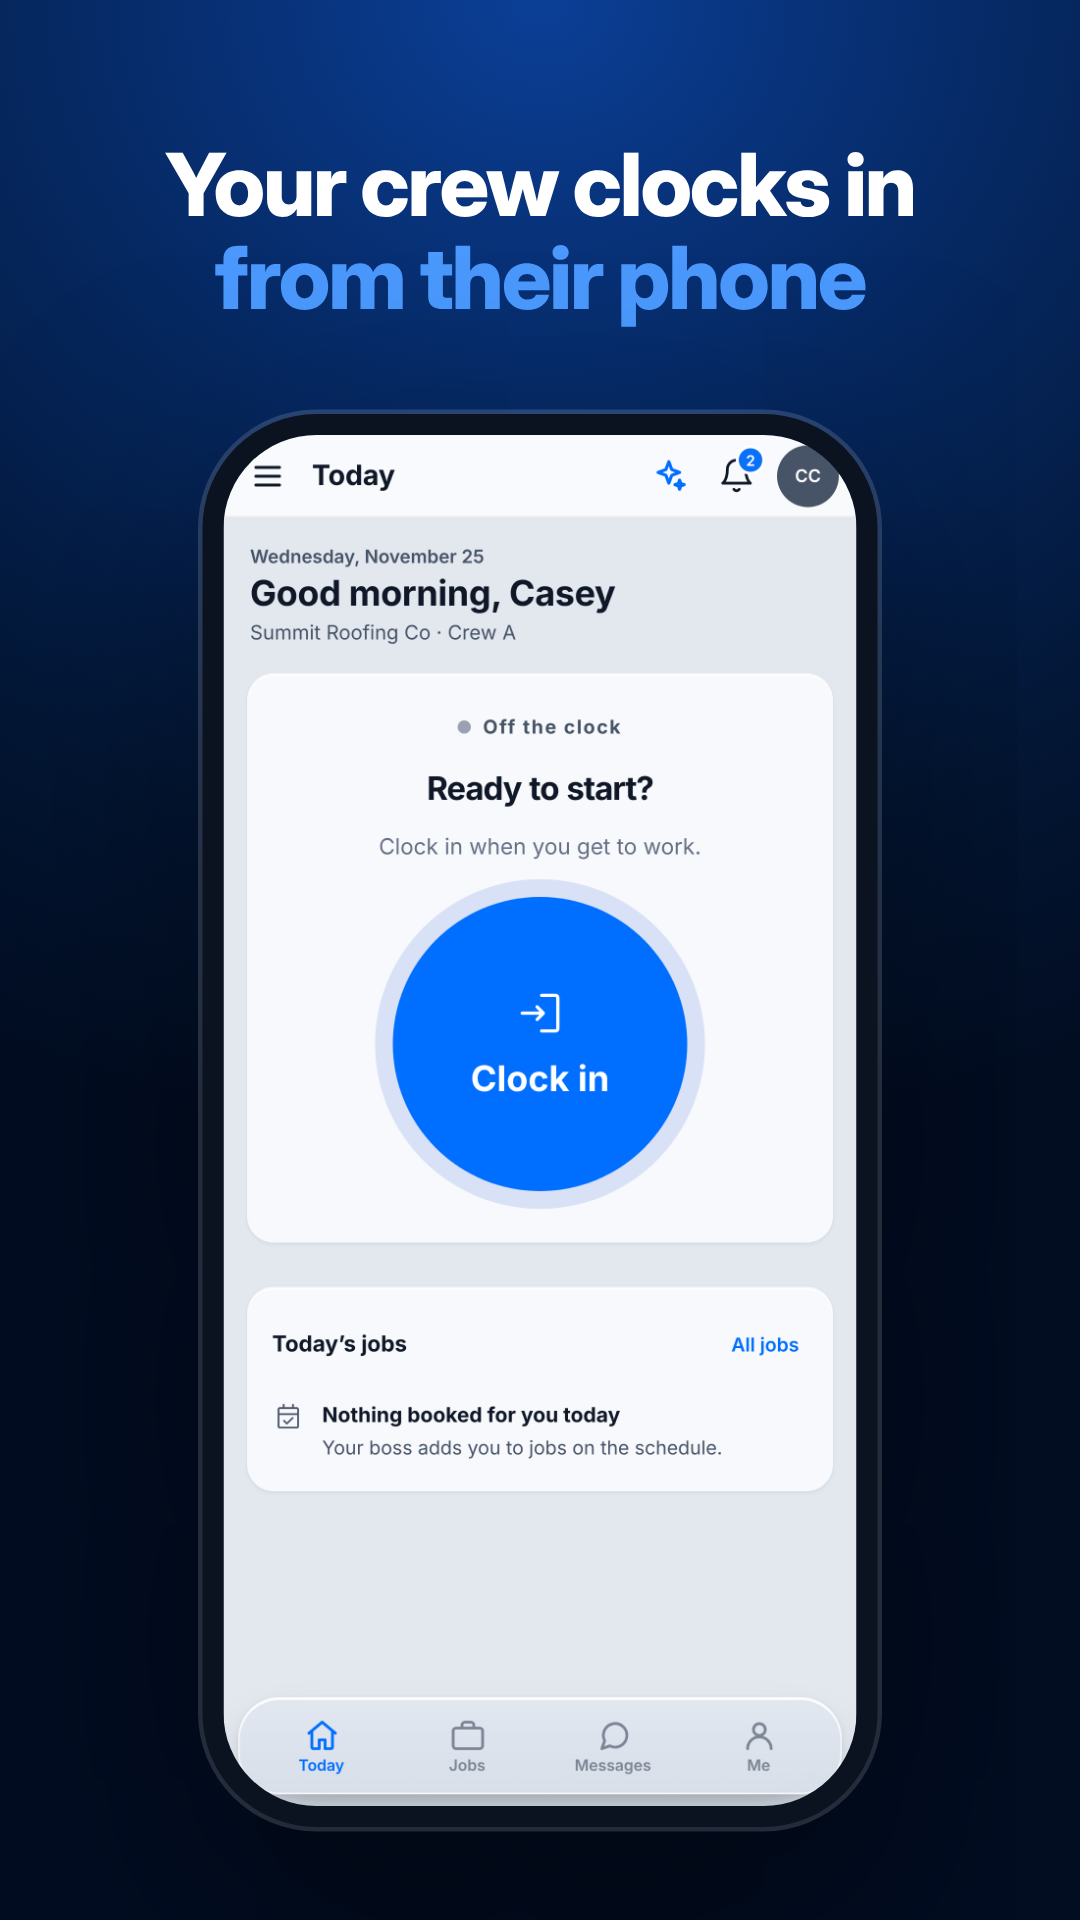 Your crew clocks in
from their phone
Today
2
CC
Wednesday, November 25
Good morning, Casey
Summit Roofing Co · Crew A
Off the clock
Ready to start?
Clock in when you get to work.
Clock in
Today’s jobs
All jobs
Nothing booked for you today
Your boss adds you to jobs on the schedule.
Today
Jobs
Messages
Me